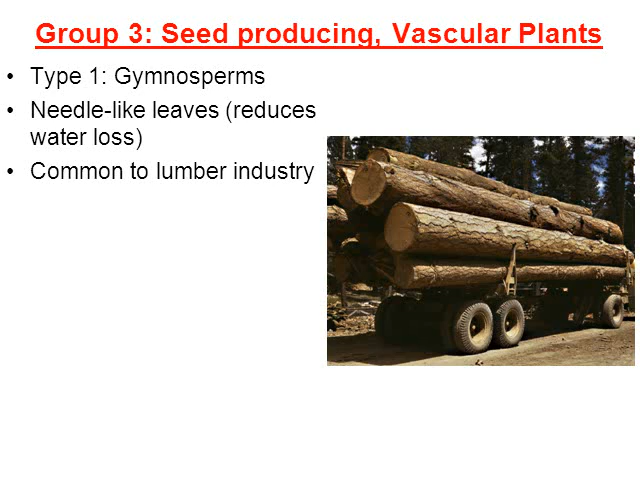 Group 3: Seed producing, Vascular Plants
• Type 1: Gymnosperms
• Needle-like leaves (reduces
water loss)
• Common to lumber industry